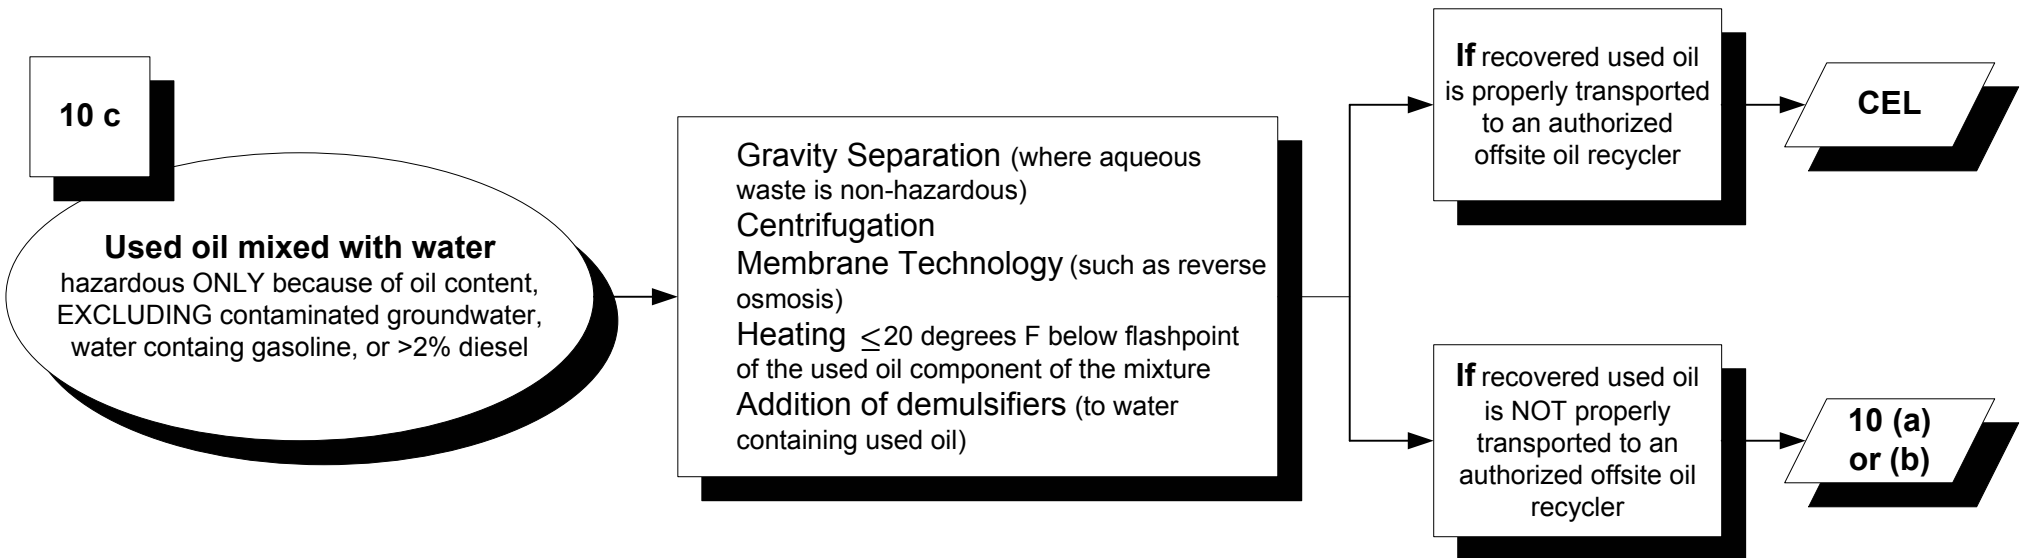 10 c
Used oil mixed with water
hazardous ONLY because of oil content,
EXCLUDING contaminated groundwater,
water containg gasoline, or >2% diesel
Gravity Separation (where aqueous
waste is non-hazardous)
Centrifugation
Membrane Technology (such as reverse
osmosis)
Heating ≤20 degrees F below flashpoint
of the used oil component of the mixture
Addition of demulsifiers (to water
containing used oil)
If recovered used oil
is properly transported
to an authorized
offsite oil recycler
CEL
If recovered used oil
is NOT properly
transported to an
authorized offsite oil
recycler
10 (a)
or (b)